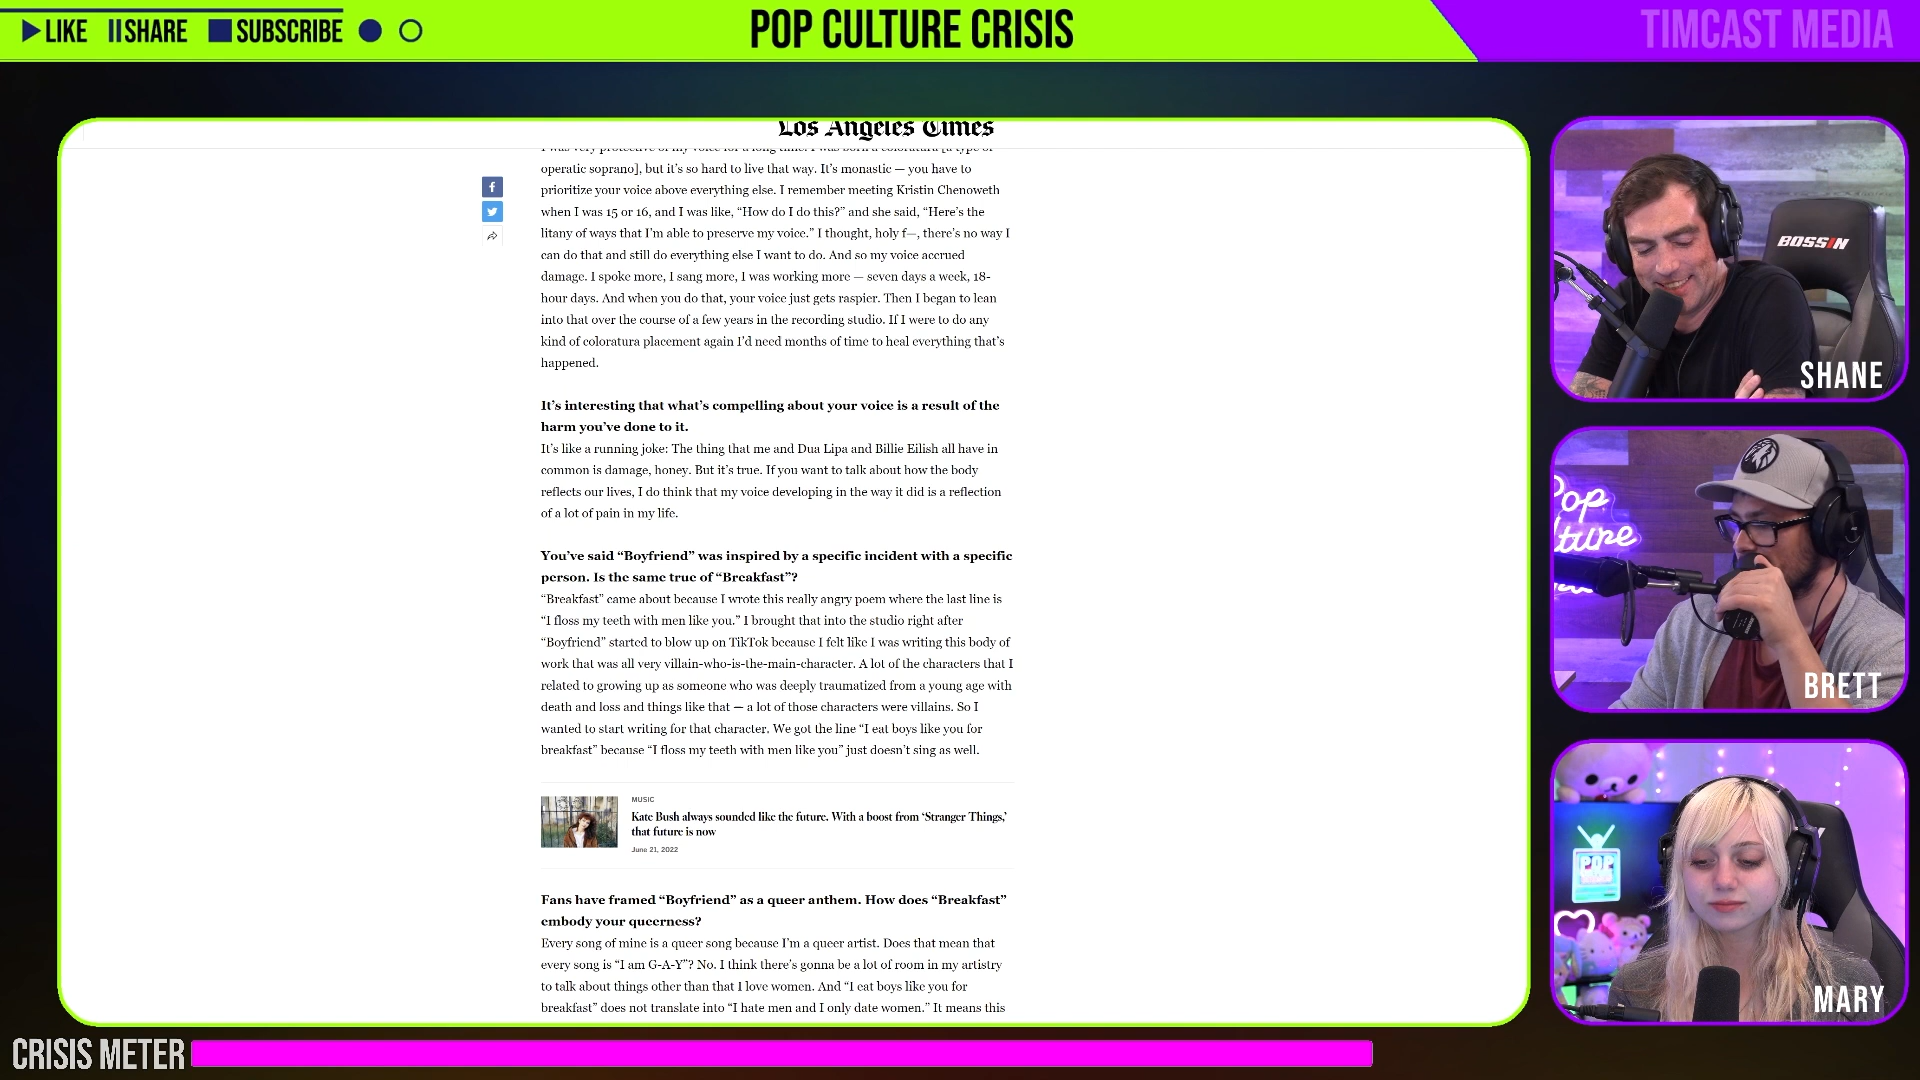 LIKE SHARE SUBSCRIBE
POP CULTURE CRISIS
TIMCAST MEDIA
Los Angeles Times
I was very protective of my voice for a long time. I was born a coloratura [a type of
operatic soprano], but it’s so hard to live that way. It’s monastic — you have to
prioritize your voice above everything else. I remember meeting Kristin Chenoweth
when I was 15 or 16, and I was like, “How do I do this?” and she said, “Here’s the
litany of ways that I’m able to preserve my voice.” I thought, holy f—, there’s no way I
can do that and still do everything else I want to do. And so my voice accrued
damage. I spoke more, I sang more, I was working more — seven days a week, 18-
hour days. And when you do that, your voice just gets raspier. Then I began to lean
into that over the course of a few years in the recording studio. If I were to do any
kind of coloratura placement again I’d need months of time to heal everything that’s
happened.
It’s interesting that what’s compelling about your voice is a result of the
harm you’ve done to it.
It’s like a running joke: The thing that me and Dua Lipa and Billie Eilish all have in
common is damage, honey. But it’s true. If you want to talk about how the body
reflects our lives, I do think that my voice developing in the way it did is a reflection
of a lot of pain in my life.
You’ve said “Boyfriend” was inspired by a specific incident with a specific
person. Is the same true of “Breakfast”?
“Breakfast” came about because I wrote this really angry poem where the last line is
“I floss my teeth with men like you.” I brought that into the studio right after
“Boyfriend” started to blow up on TikTok because I felt like I was writing this body of
work that was all very villain-who-is-the-main-character. A lot of the characters that I
related to growing up as someone who was deeply traumatized from a young age with
death and loss and things like that — a lot of those characters were villains. So I
wanted to start writing for that character. We got the line “I eat boys like you for
breakfast” because “I floss my teeth with men like you” just doesn’t sing as well.
MUSIC
Kate Bush always sounded like the future. With a boost from ‘Stranger Things,’
that future is now
June 21, 2022
Fans have framed “Boyfriend” as a queer anthem. How does “Breakfast”
embody your queerness?
Every song of mine is a queer song because I’m a queer artist. Does that mean that
every song is “I am G-A-Y”? No. I think there’s gonna be a lot of room in my artistry
to talk about things other than that I love women. And “I eat boys like you for
breakfast” does not translate into “I hate men and I only date women.” It means this
BOSSIN
SHANE
Pop
lture
BRETT
POP
MARY
CRISIS METER